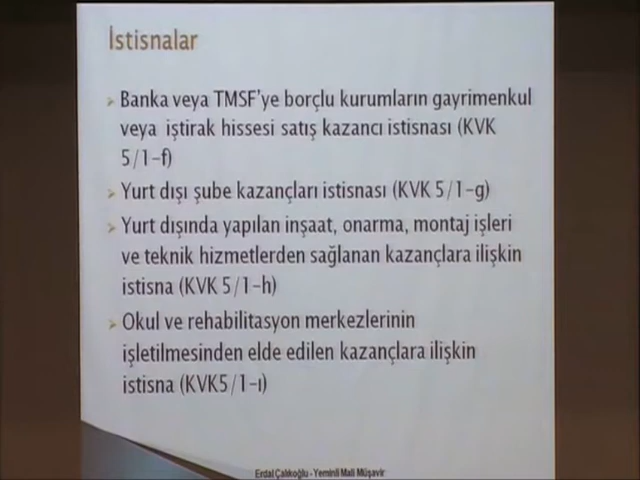 İstisnalar
Banka veya TMSF'ye borçlu kurumların gayrimenkul
veya iştirak hissesi satış kazancı istisnası (KVK
5/1-f)
Yurt dışı şube kazançları istisnası (KVK 5/1-g)
Yurt dışında yapılan inşaat, onarma, montaj işleri
ve teknik hizmetlerden sağlanan kazançlara ilişkin
istisna (KVK 5/1-h)
Okul ve rehabilitasyon merkezlerinin
işletilmesinden elde edilen kazançlara ilişkin
istisna (KVK5/1-ı)
Erdal Çalıkoğlu - Yeminli Mali Müşavir